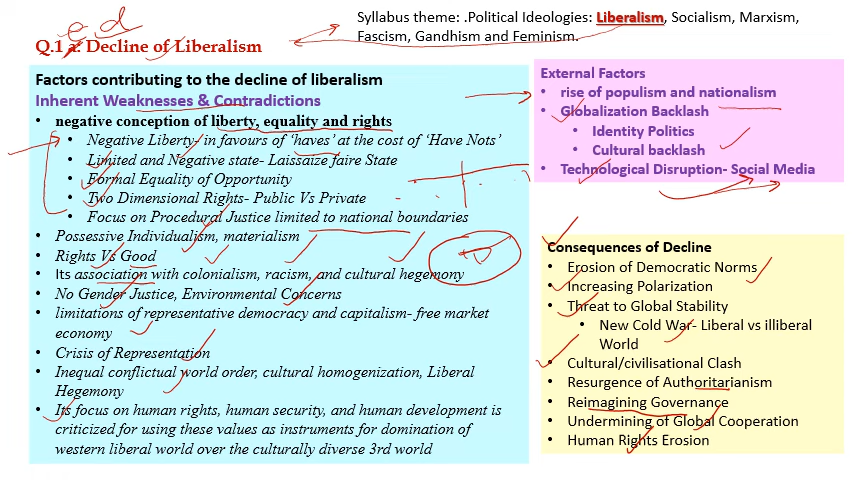 Syllabus theme: .Political Ideologies: Liberalism, Socialism, Marxism,
Fascism, Gandhism and Feminism.
e d
Q.1 a: Decline of Liberalism
Factors contributing to the decline of liberalism
Inherent Weaknesses & Contradictions
• negative conception of liberty, equality and rights
• Negative Liberty- in favours of ‘haves’ at the cost of ‘Have Nots’
• Limited and Negative state- Laissaize faire State
• Formal Equality of Opportunity
• Two Dimensional Rights- Public Vs Private
• Focus on Procedural Justice limited to national boundaries
• Possessive Individualism, materialism
• Rights Vs Good
• Its association with colonialism, racism, and cultural hegemony
• No Gender Justice, Environmental Concerns
• limitations of representative democracy and capitalism- free market
economy
• Crisis of Representation
• Inequal conflictual world order, cultural homogenization, Liberal
Hegemony
• Its focus on human rights, human security, and human development is
criticized for using these values as instruments for domination of
western liberal world over the culturally diverse 3rd world
External Factors
• rise of populism and nationalism
• Globalization Backlash
• Identity Politics
• Cultural backlash
• Technological Disruption- Social Media
Consequences of Decline
• Erosion of Democratic Norms
• Increasing Polarization
• Threat to Global Stability
• New Cold War- Liberal vs illiberal
World
• Cultural/civilisational Clash
• Resurgence of Authoritarianism
• Reimagining Governance
• Undermining of Global Cooperation
• Human Rights Erosion